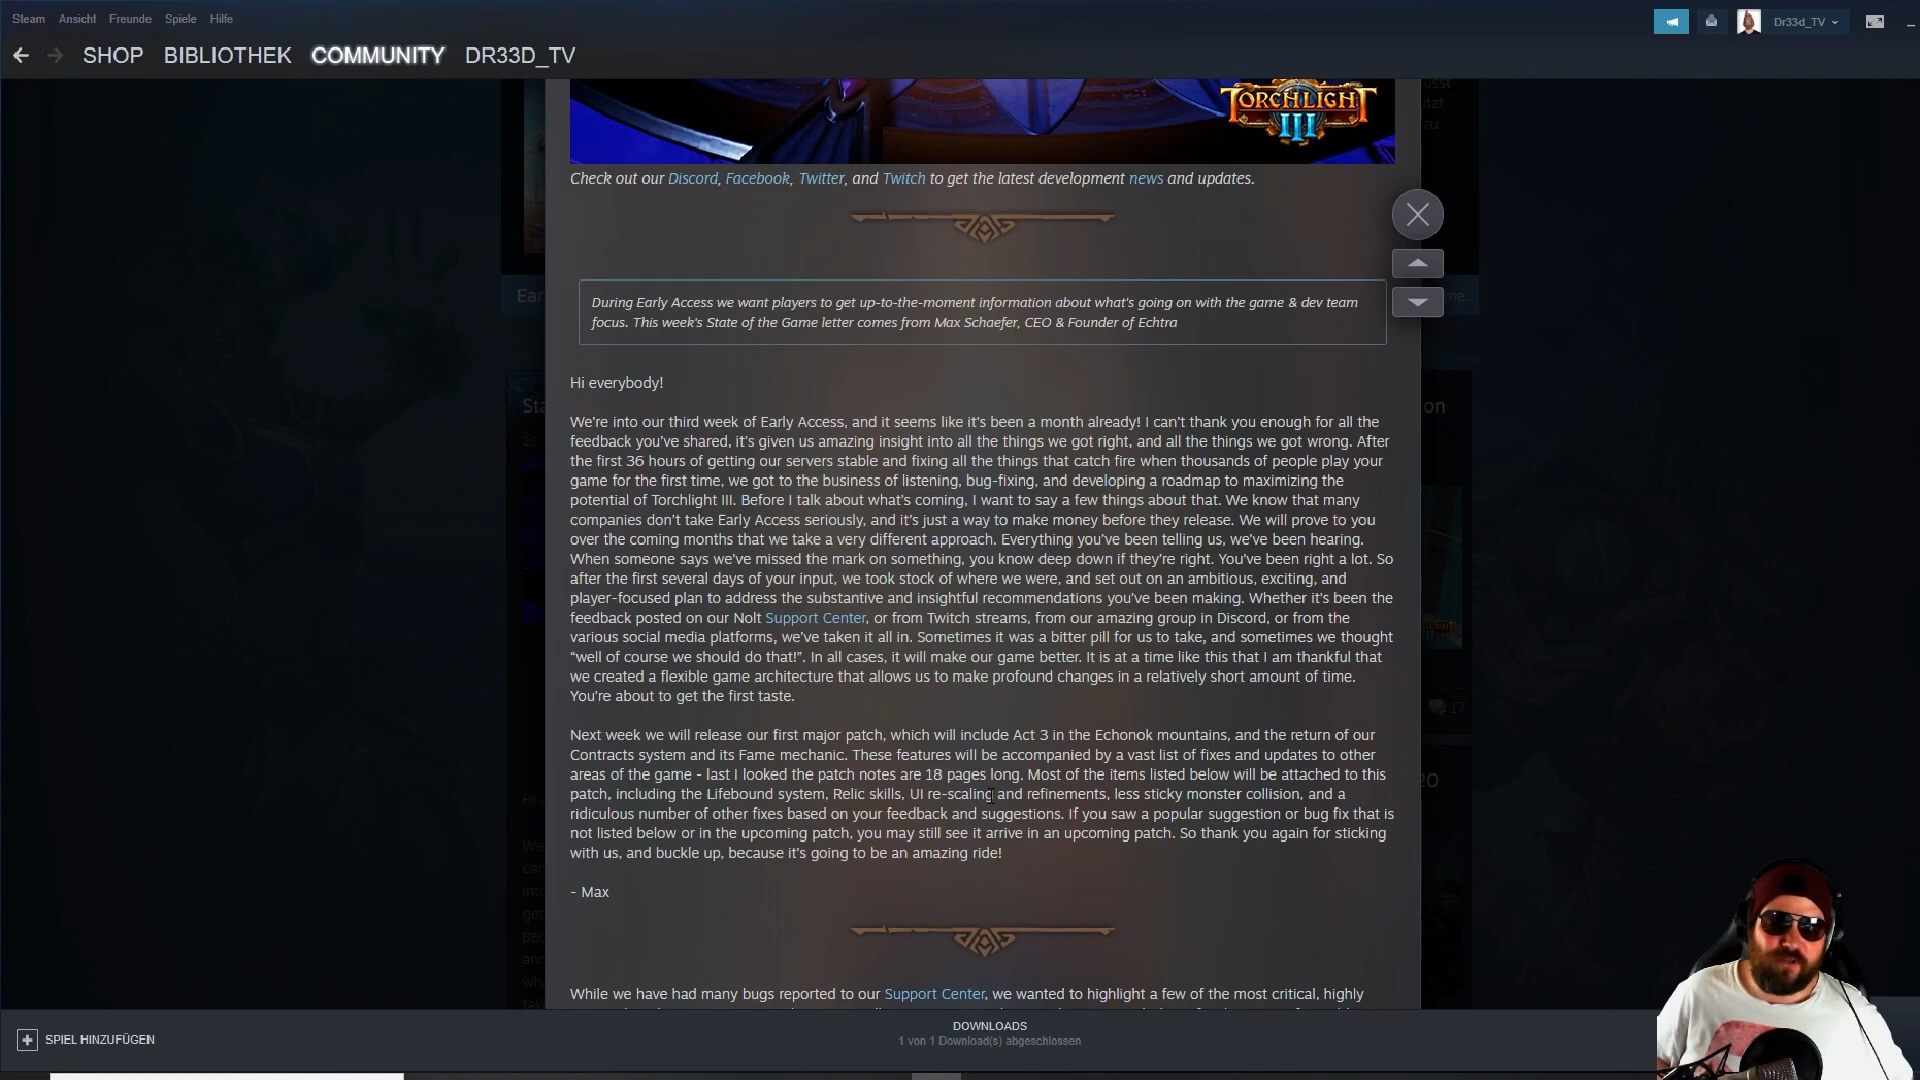 Steam Ansicht Freunde Spiele Hilfe
Dr33d_TV
SHOP BIBLIOTHEK COMMUNITY DR33D_TV
TORCHLIGHT
III
Check out our Discord, Facebook, Twitter, and Twitch to get the latest development news and updates.
During Early Access we want players to get up-to-the-moment information about what's going on with the game & dev team
focus. This week's State of the Game letter comes from Max Schaefer, CEO & Founder of Echtra
Hi everybody!
We're into our third week of Early Access, and it seems like it's been a month already! I can't thank you enough for all the
feedback you've shared, it's given us amazing insight into all the things we got right, and all the things we got wrong. After
the first 36 hours of getting our servers stable and fixing all the things that catch fire when thousands of people play your
game for the first time, we got to the business of listening, bug-fixing, and developing a roadmap to maximizing the
potential of Torchlight III. Before I talk about what's coming, I want to say a few things about that. We know that many
companies don't take Early Access seriously, and it's just a way to make money before they release. We will prove to you
over the coming months that we take a very different approach. Everything you've been telling us, we've been hearing.
When someone says we've missed the mark on something, you know deep down if they're right. You've been right a lot. So
after the first several days of your input, we took stock of where we were, and set out on an ambitious, exciting, and
player-focused plan to address the substantive and insightful recommendations you've been making. Whether it's been the
feedback posted on our Nolt Support Center, or from Twitch streams, from our amazing group in Discord, or from the
various social media platforms, we've taken it all in. Sometimes it was a bitter pill for us to take, and sometimes we thought
“well of course we should do that!”. In all cases, it will make our game better. It is at a time like this that I am thankful that
we created a flexible game architecture that allows us to make profound changes in a relatively short amount of time.
You're about to get the first taste.
Next week we will release our first major patch, which will include Act 3 in the Echonok mountains, and the return of our
Contracts system and its Fame mechanic. These features will be accompanied by a vast list of fixes and updates to other
areas of the game - last I looked the patch notes are 18 pages long. Most of the items listed below will be attached to this
patch, including the Lifebound system, Relic skills, UI re-scaling and refinements, less sticky monster collision, and a
ridiculous number of other fixes based on your feedback and suggestions. If you saw a popular suggestion or bug fix that is
not listed below or in the upcoming patch, you may still see it arrive in an upcoming patch. So thank you again for sticking
with us, and buckle up, because it's going to be an amazing ride!
- Max
While we have had many bugs reported to our Support Center, we wanted to highlight a few of the most critical, highly
17
SPIEL HINZUFÜGEN
DOWNLOADS
1 von 1 Download(s) abgeschlossen